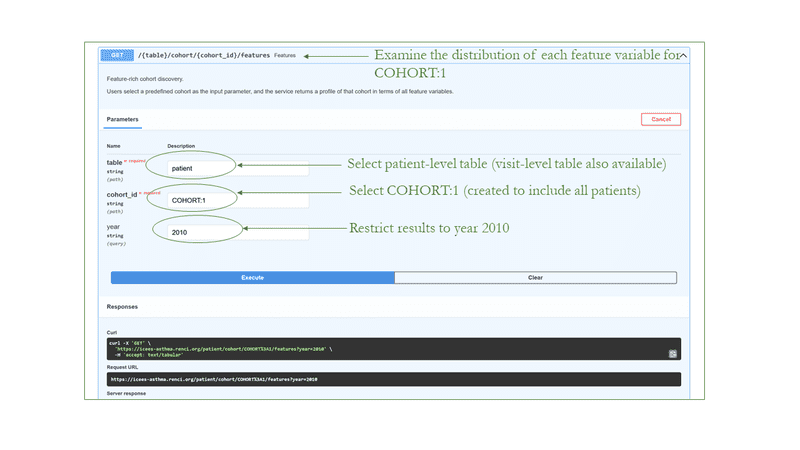 GET /{table}/cohort/{cohort_id}/features Features
Examine the distribution of each feature variable for
COHORT:1
Feature-rich cohort discovery.
Users select a predefined cohort as the input parameter, and the service returns a profile of that cohort in terms of all feature variables.
Parameters
Cancel
Name Description
table * required
string
(path)
patient
Select patient-level table (visit-level table also available)
cohort_id * required
string
(path)
COHORT:1
Select COHORT:1 (created to include all patients)
year
string
(query)
2010
Restrict results to year 2010
Execute Clear
Responses
Curl
curl -X 'GET' \
'https://icees-asthma.renci.org/patient/cohort/COHORT%3A1/features?year=2010' \
-H 'accept: text/tabular'
Request URL
https://icees-asthma.renci.org/patient/cohort/COHORT%3A1/features?year=2010
Server response